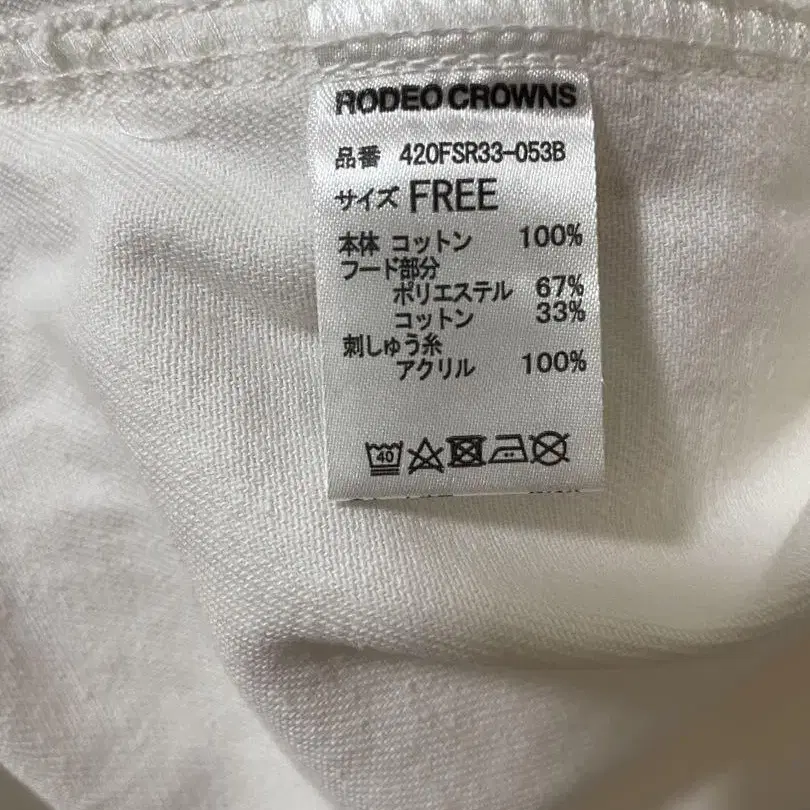 RODEO CROWNS
品番 420FSR33-053B
サイズ FREE
本体 コットン 100%
フード部分
ポリエステル 67%
コットン 33%
刺しゅう糸
アクリル 100%
40